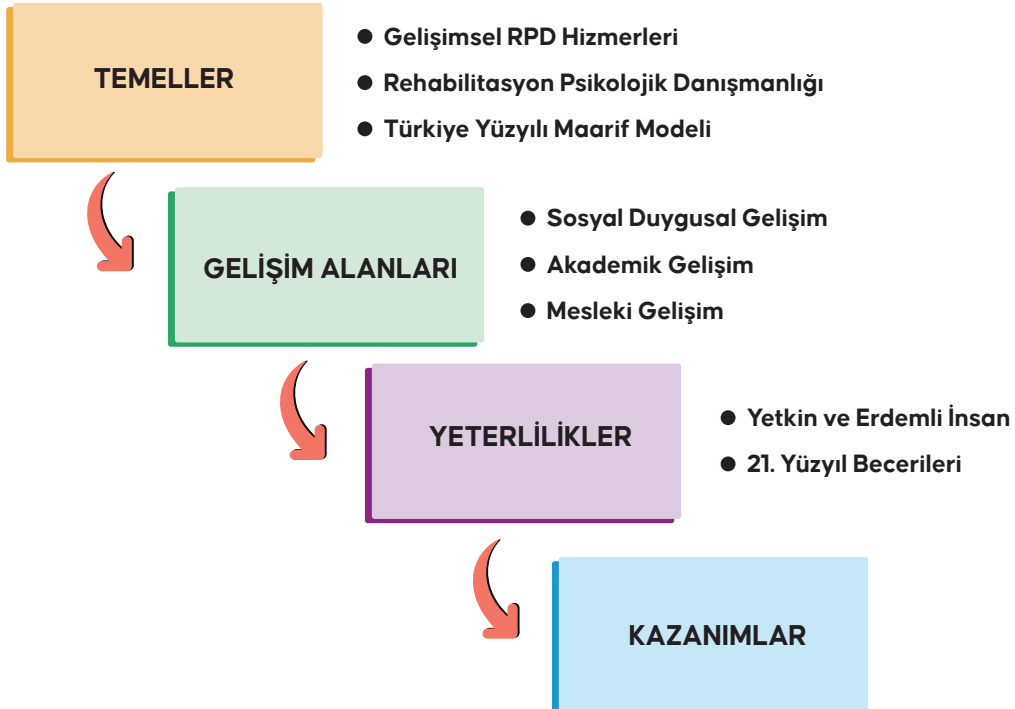 TEMELLER
● Gelişimsel RPD Hizmerleri
● Rehabilitasyon Psikolojik Danışmanlığı
● Türkiye Yüzyılı Maarif Modeli
GELİŞİM ALANLARI
● Sosyal Duygusal Gelişim
● Akademik Gelişim
● Mesleki Gelişim
YETERLİLİKLER
● Yetkin ve Erdemli İnsan
● 21. Yüzyıl Becerileri
KAZANIMLAR